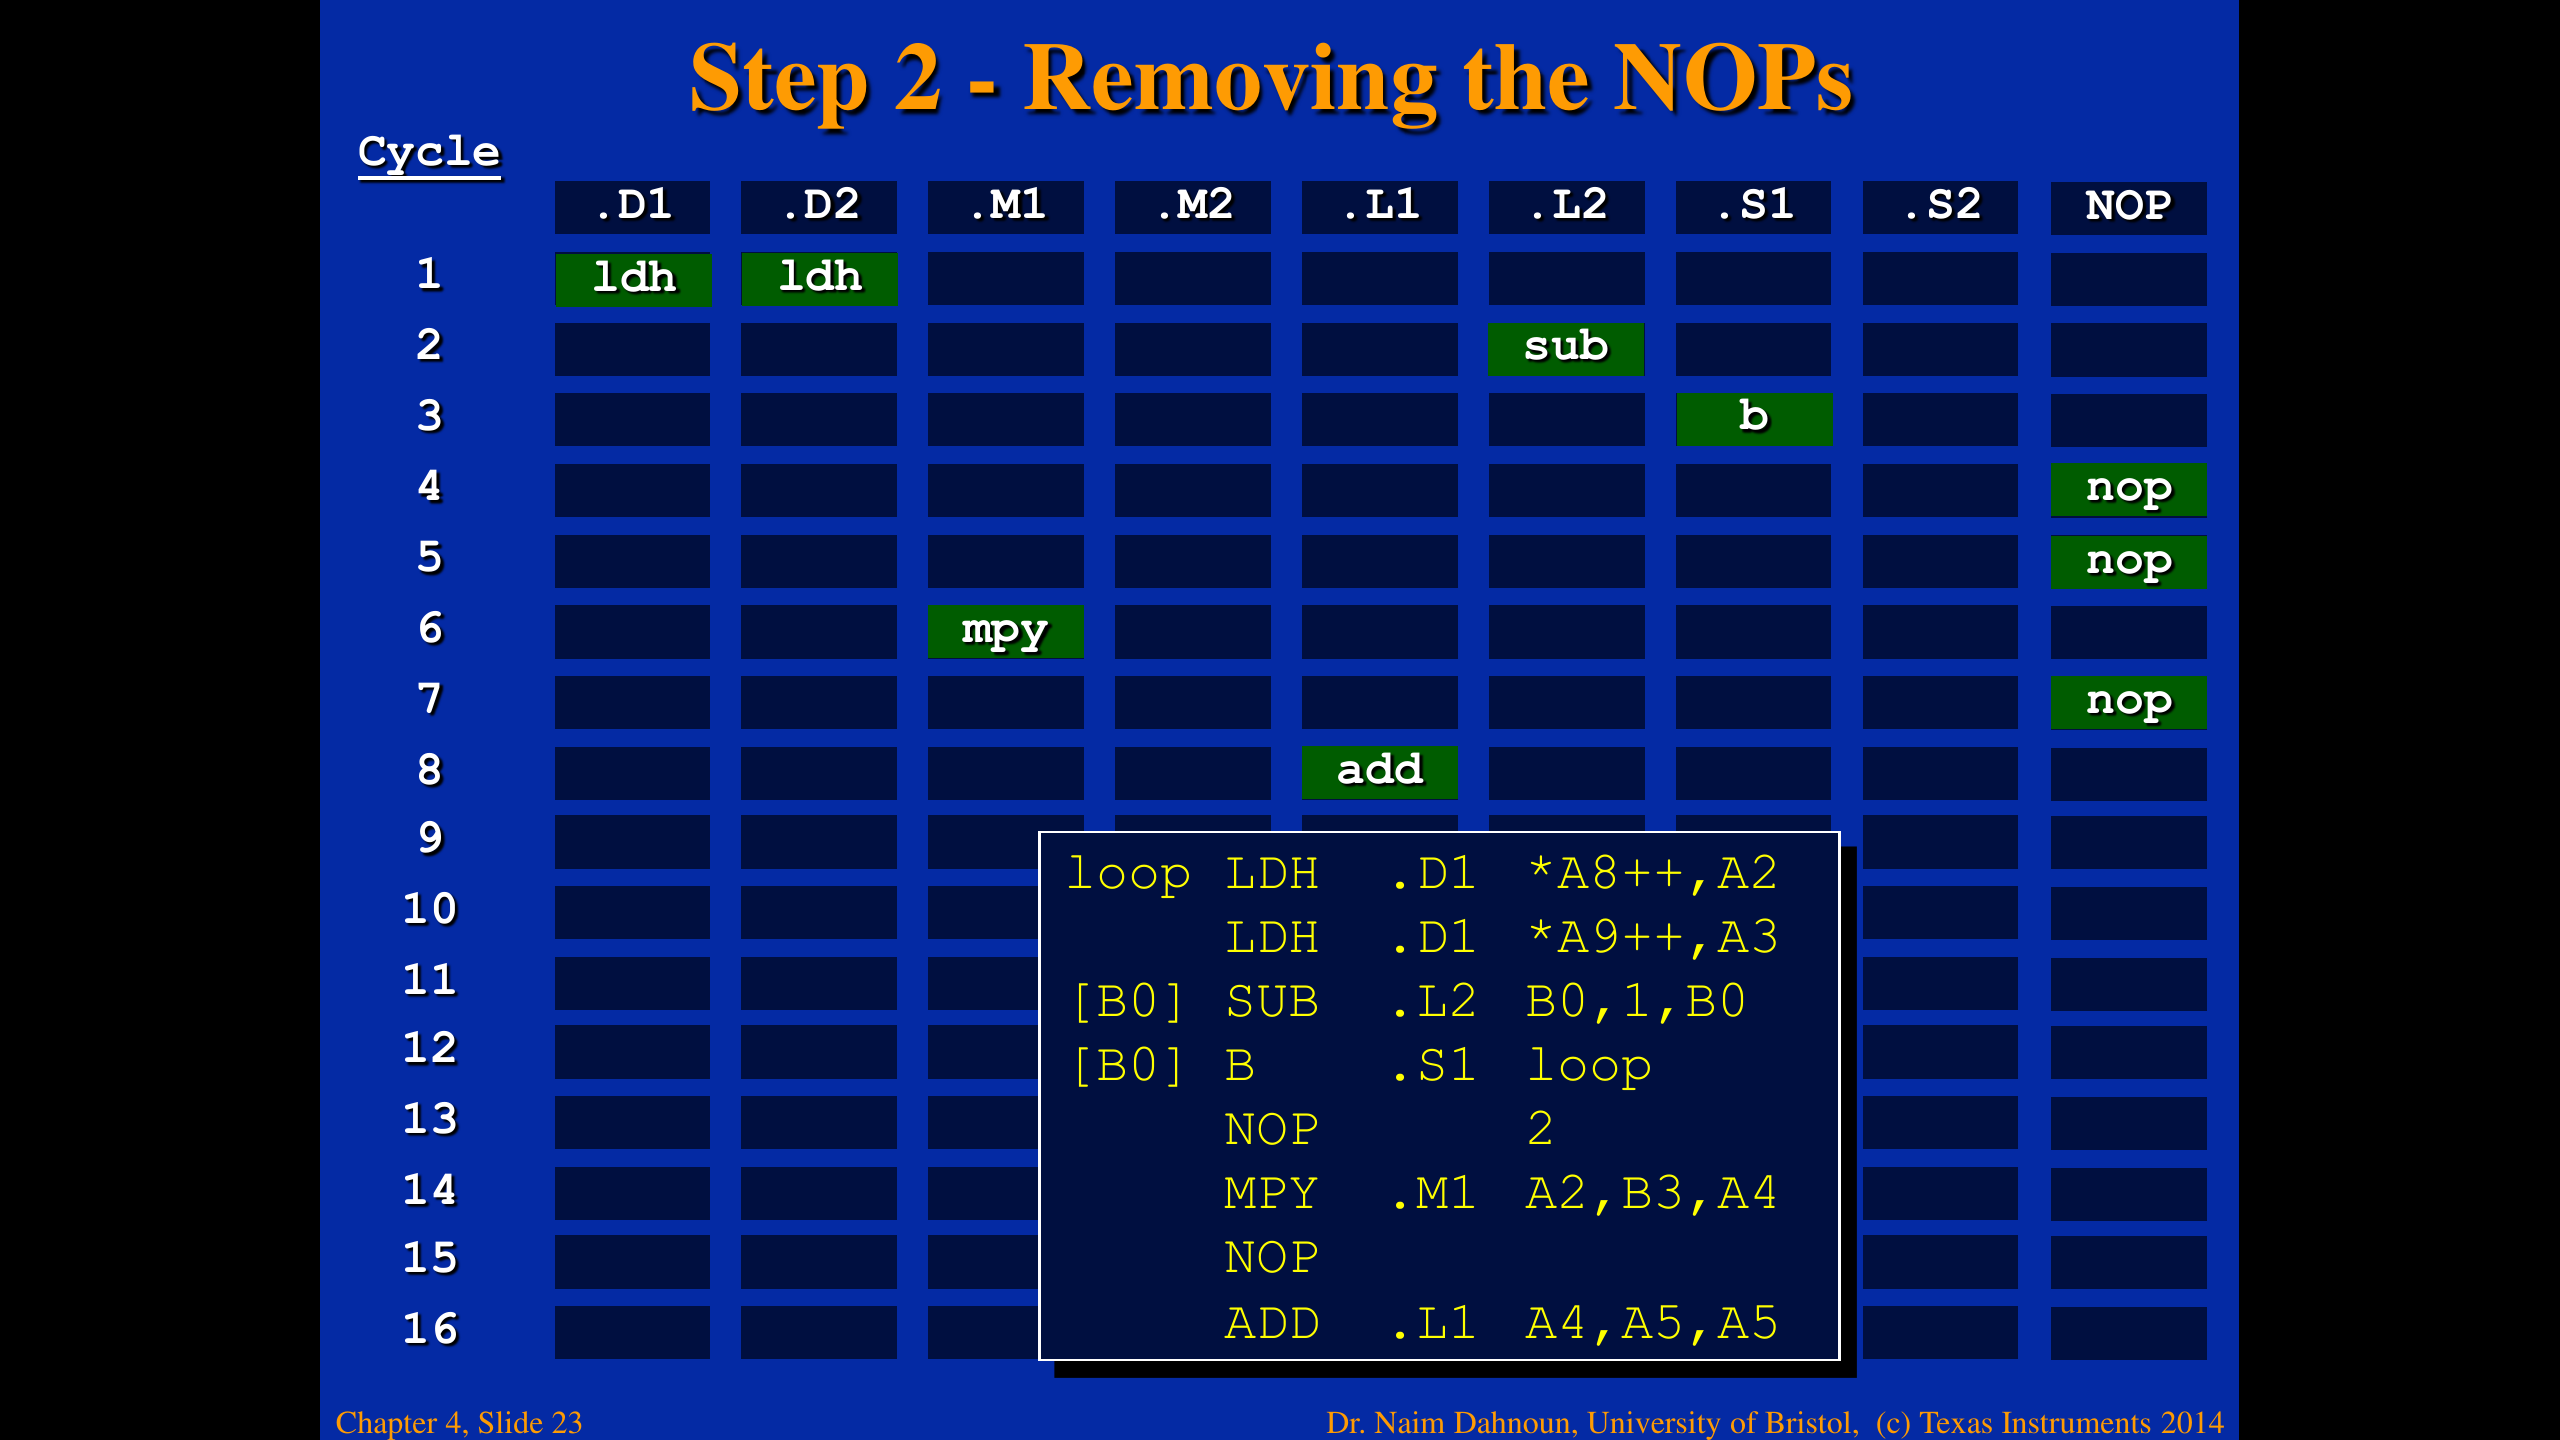 Step 2 - Removing the NOPs
Cycle
.D1 .D2 .M1 .M2 .L1 .L2 .S1 .S2 NOP
1 ldh ldh
2 sub
3 b
4 nop
5 nop
6 mpy
7 nop
8 add
9
10
11
12
13
14
15
16
loop LDH .D1 *A8++,A2
LDH .D1 *A9++,A3
[B0] SUB .L2 B0,1,B0
[B0] B .S1 loop
NOP 2
MPY .M1 A2,B3,A4
NOP
ADD .L1 A4,A5,A5
Chapter 4, Slide 23
Dr. Naim Dahnoun, University of Bristol, (c) Texas Instruments 2014